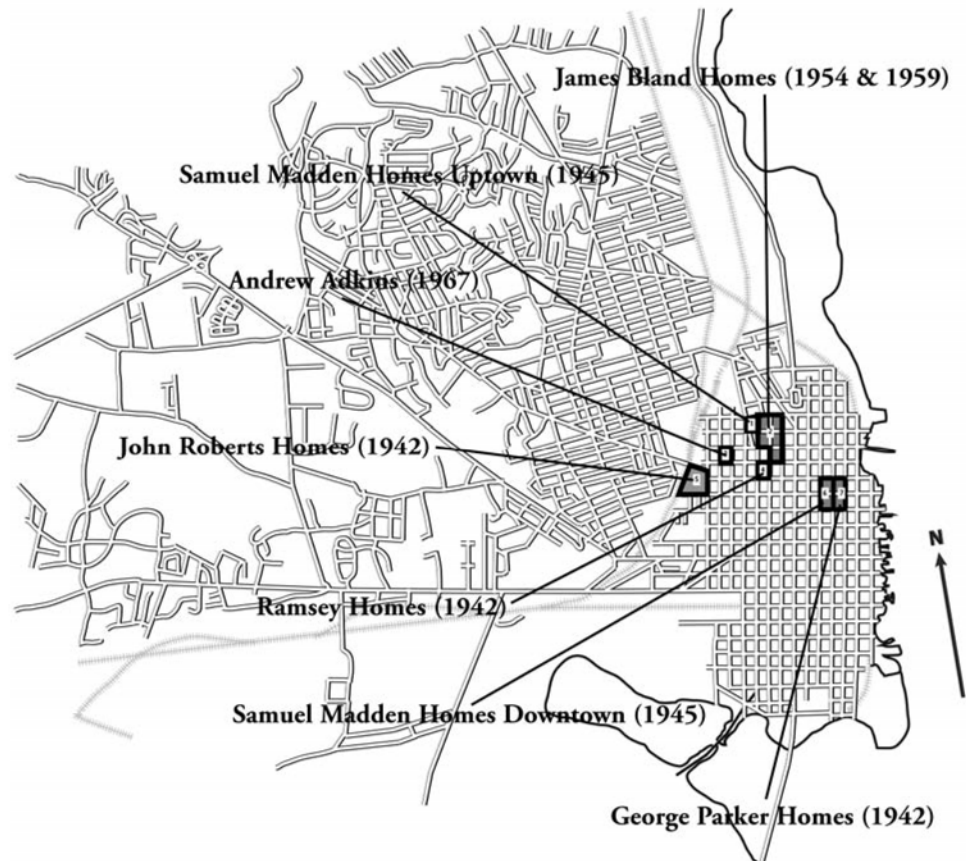 James Bland Homes (1954 & 1959)
Samuel Madden Homes Uptown (1945)
Andrew Adkins (1967)
John Roberts Homes (1942)
N
Ramsey Homes (1942)
Samuel Madden Homes Downtown (1945)
George Parker Homes (1942)